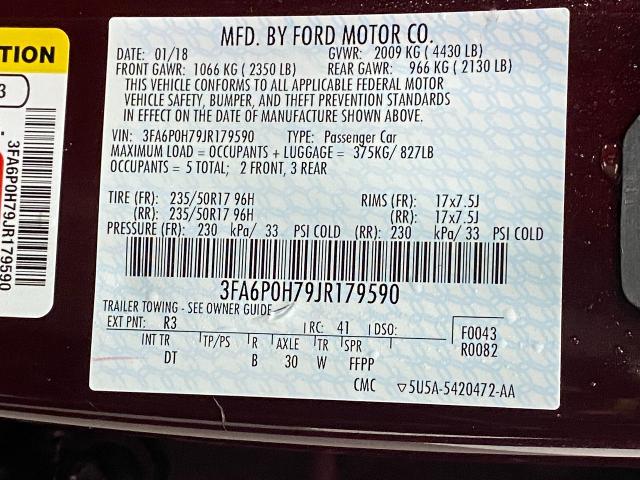 TION
3
3FA6P0H79JR179590
MFD. BY FORD MOTOR CO.
DATE: 01/18 GVWR: 2009 KG ( 4430 LB)
FRONT GAWR: 1066 KG ( 2350 LB) REAR GAWR: 966 KG ( 2130 LB)
THIS VEHICLE CONFORMS TO ALL APPLICABLE FEDERAL MOTOR
VEHICLE SAFETY, BUMPER, AND THEFT PREVENTION STANDARDS
IN EFFECT ON THE DATE OF MANUFACTURE SHOWN ABOVE.
VIN: 3FA6P0H79JR179590 TYPE: Passenger Car
MAXIMUM LOAD = OCCUPANTS + LUGGAGE = 375KG/ 827LB
OCCUPANTS = 5 TOTAL; 2 FRONT, 3 REAR
TIRE (FR): 235/50R17 96H RIMS (FR): 17x7.5J
(RR): 235/50R17 96H (RR): 17x7.5J
PRESSURE (FR): 230 kPa/ 33 PSI COLD (RR): 230 kPa/ 33 PSI COLD
3FA6P0H79JR179590
TRAILER TOWING - SEE OWNER GUIDE
EXT PNT: R3 RC: 41 DSO: F0043
INT TR TP/PS R AXLE TR SPR R0082
DT B 30 W FFPP
CMC ▽5U5A-5420472-AA